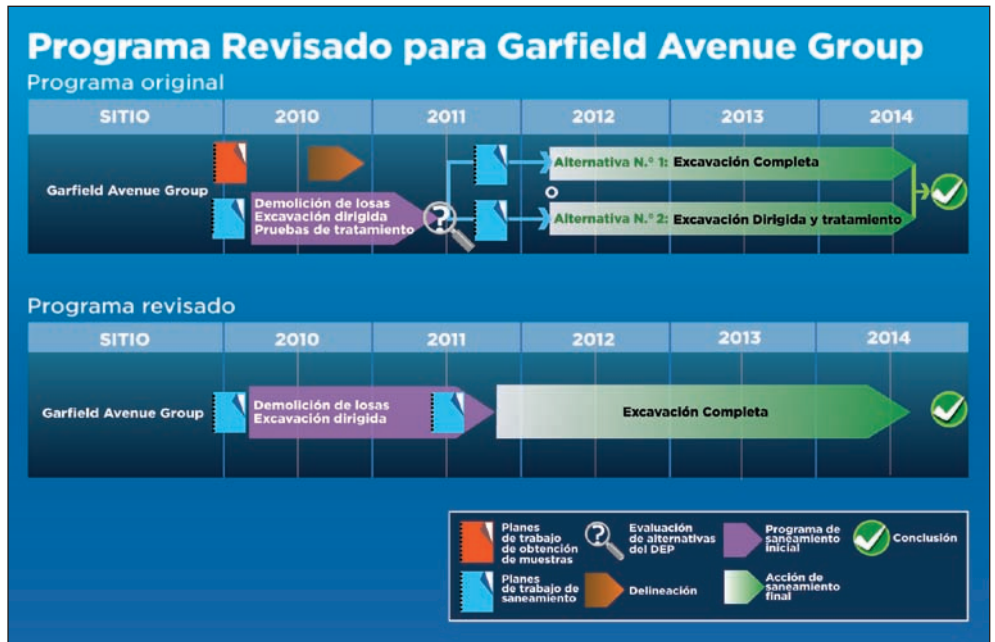 Programa Revisado para Garfield Avenue Group
Programa original
SITIO 2010 2011 2012 2013 2014
Garfield Avenue Group
Demolición de losas
Excavación dirigida
Pruebas de tratamiento
?
Alternativa N.° 1: Excavación Completa
O
Alternativa N.° 2: Excavación Dirigida y tratamiento
Programa revisado
SITIO 2010 2011 2012 2013 2014
Garfield Avenue Group
Demolición de losas
Excavación dirigida
Excavación Completa
Planes
de trabajo
de obtención
de muestras
?
Evaluación
de alternativas
del DEP
Programa de
saneamiento
inicial
Conclusión
Planes
de trabajo de
saneamiento
Delineación
Acción de
saneamiento
final